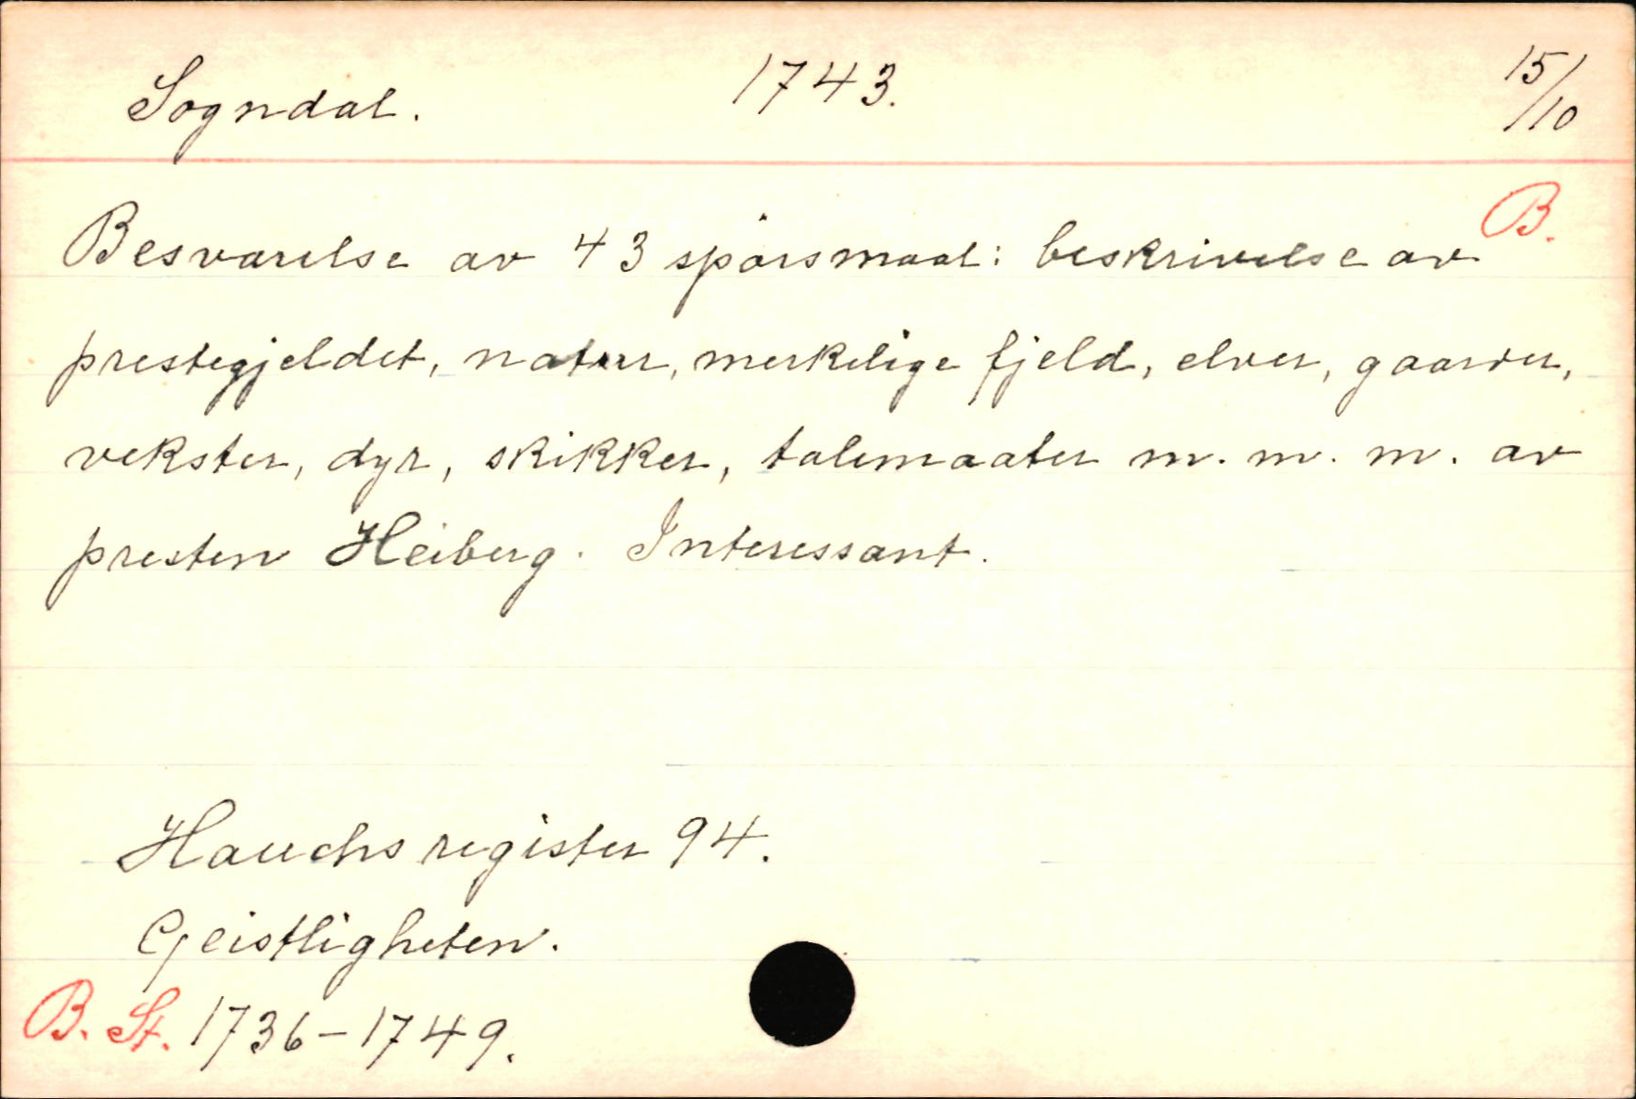 Sogndal. 1743. 15/10
B.
Besvarelse av 43 spörsmaal: beskrivelse av
prestegjeldet, natur, merkelige fjeld, elver, gaarder,
vekster, dyr, skikker, talemaater m. m. m. av
presten Heiberg. Interessant.
Hauchs register 94.
Geistligheten.
B. St. 1736-1749.